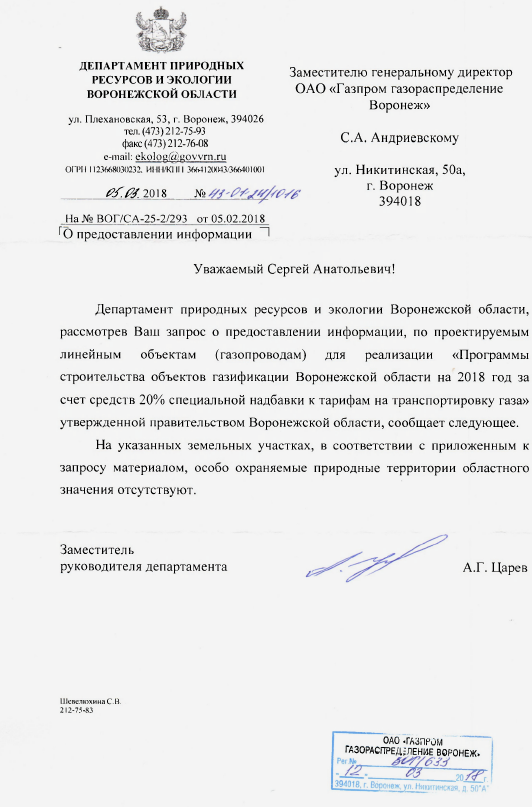 ДЕПАРТАМЕНТ ПРИРОДНЫХ
РЕСУРСОВ И ЭКОЛОГИИ
ВОРОНЕЖСКОЙ ОБЛАСТИ
ул. Плехановская, 53, г. Воронеж, 394026
тел. (473) 212-75-93
факс (473) 212-76-08
e-mail: ekolog@govvrn.ru
ОГРН 1123668030232, ИНН/КПП 3664120043/366401001
05.03. 2018 № 43-01-24/1016
На № ВОГ/СА-25-2/293 от 05.02.2018
О предоставлении информации
Заместителю генеральному директор
ОАО «Газпром газораспределение
Воронеж»
С.А. Андриевскому
ул. Никитинская, 50а,
г. Воронеж
394018
Уважаемый Сергей Анатольевич!
Департамент природных ресурсов и экологии Воронежской области,
рассмотрев Ваш запрос о предоставлении информации, по проектируемым
линейным объектам (газопроводам) для реализации «Программы
строительства объектов газификации Воронежской области на 2018 год за
счет средств 20% специальной надбавки к тарифам на транспортировку газа»
утвержденной правительством Воронежской области, сообщает следующее.
На указанных земельных участках, в соответствии с приложенным к
запросу материалом, особо охраняемые природные территории областного
значения отсутствуют.
Заместитель
руководителя департамента
А.Г. Царев
Шевелюхина С.В.
212-75-83
ОАО «ГАЗПРОМ
ГАЗОРАСПРЕДЕЛЕНИЕ ВОРОНЕЖ»
Рег №
"12" 03 2018 г
394018, г. Воронеж, ул. Никитинская, д. 50"А"